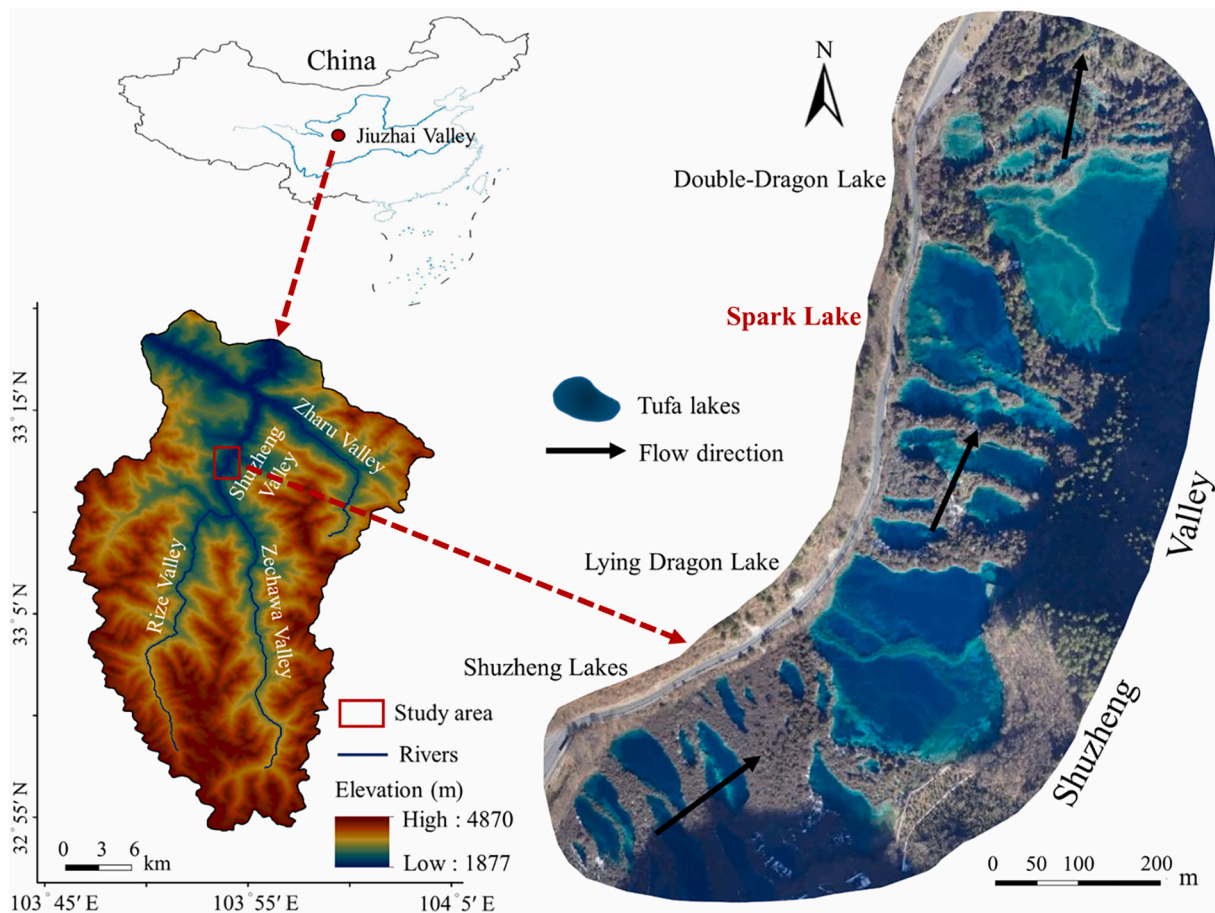 China
Jiuzhai Valley
N
Double-Dragon Lake
Spark Lake
Tufa lakes
Flow direction
Lying Dragon Lake
Shuzheng Lakes
Shuzheng
Valley
0 50 100 200 m
33°15′ N
33°5′ N
32°55′ N
Zharu Valley
Shuzheng
Valley
Rize Valley
Zechawa Valley
Study area
Rivers
Elevation (m)
High : 4870
Low : 1877
0 3 6
km
103°45′ E
103°55′ E
104°5′ E